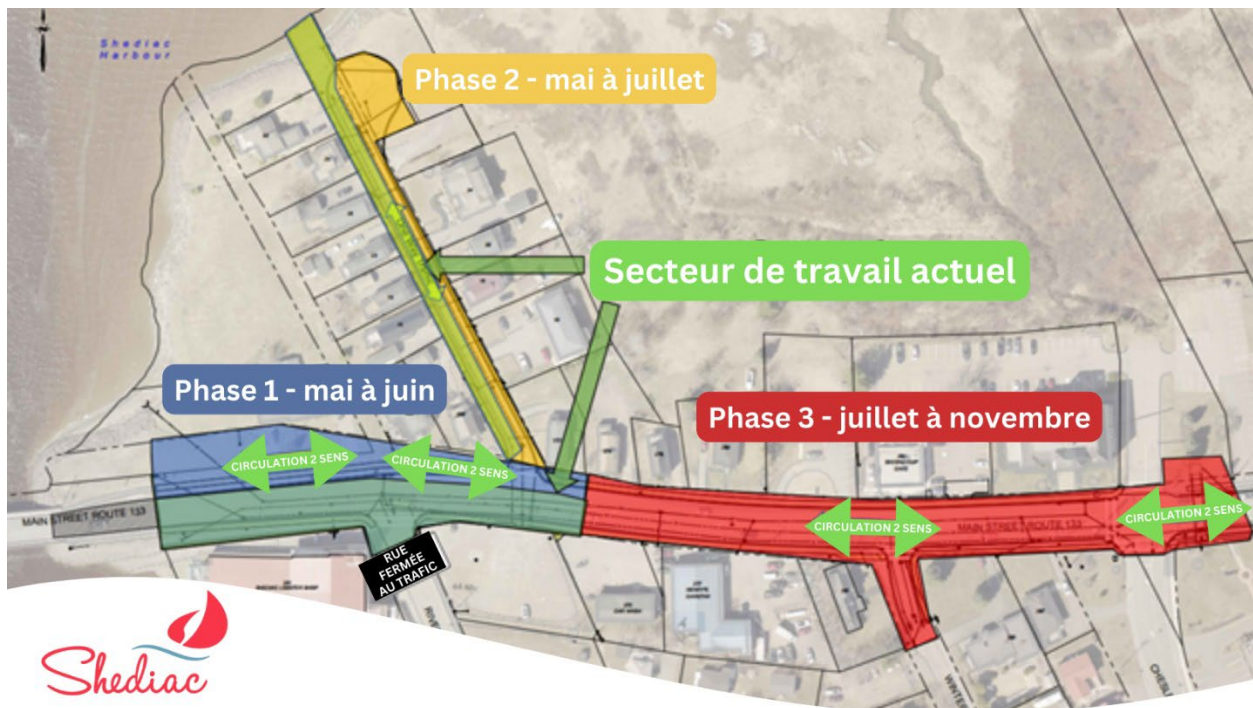 Shediac
Harbour
Phase 2 - mai à juillet
Secteur de travail actuel
Phase 1 - mai à juin
Phase 3 - juillet à novembre
CIRCULATION 2 SENS
CIRCULATION 2 SENS
CIRCULATION 2 SENS
CIRCULATION 2 SENS
MAIN STREET ROUTE 133
MAIN STREET ROUTE 133
RUE
FERMÉE
AU TRAFIC
Shediac